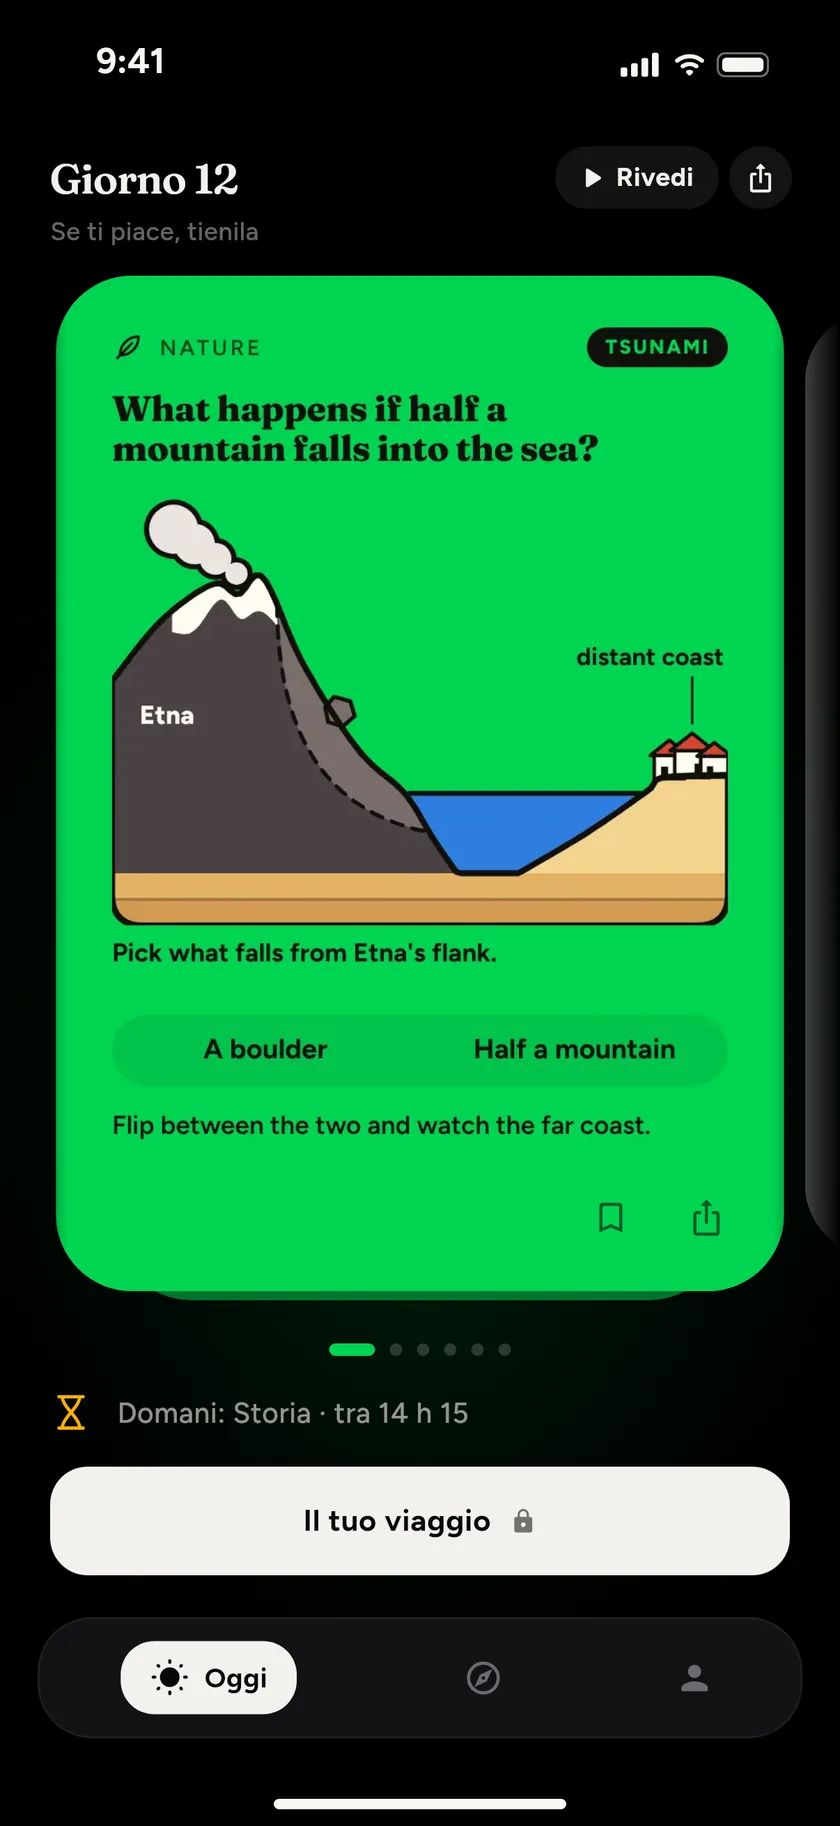 9:41
Giorno 12
Rivedi
Se ti piace, tienila
NATURE
TSUNAMI
What happens if half a
mountain falls into the sea?
distant coast
Etna
Pick what falls from Etna's flank.
A boulder
Half a mountain
Flip between the two and watch the far coast.
Domani: Storia · tra 14 h 15
Il tuo viaggio
Oggi